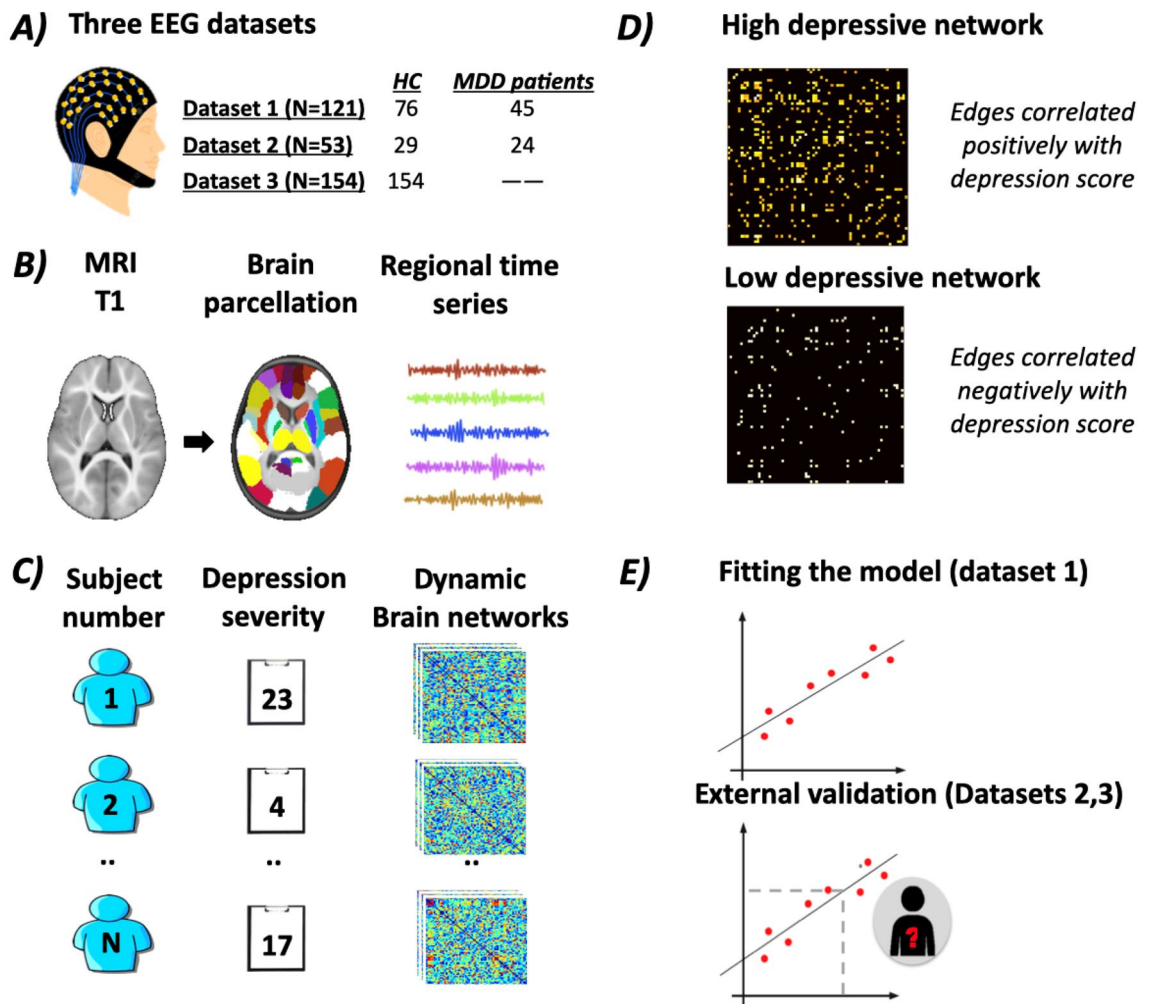 A) Three EEG datasets
HC MDD patients
Dataset 1 (N=121) 76 45
Dataset 2 (N=53) 29 24
Dataset 3 (N=154) 154 ——
B) MRI
T1
Brain
parcellation
Regional time
series
C) Subject
number
Depression
severity
Dynamic
Brain networks
1 23
2 4
.. .. ..
N 17
D) High depressive network
Edges correlated
positively with
depression score
Low depressive network
Edges correlated
negatively with
depression score
E) Fitting the model (dataset 1)
External validation (Datasets 2,3)
?